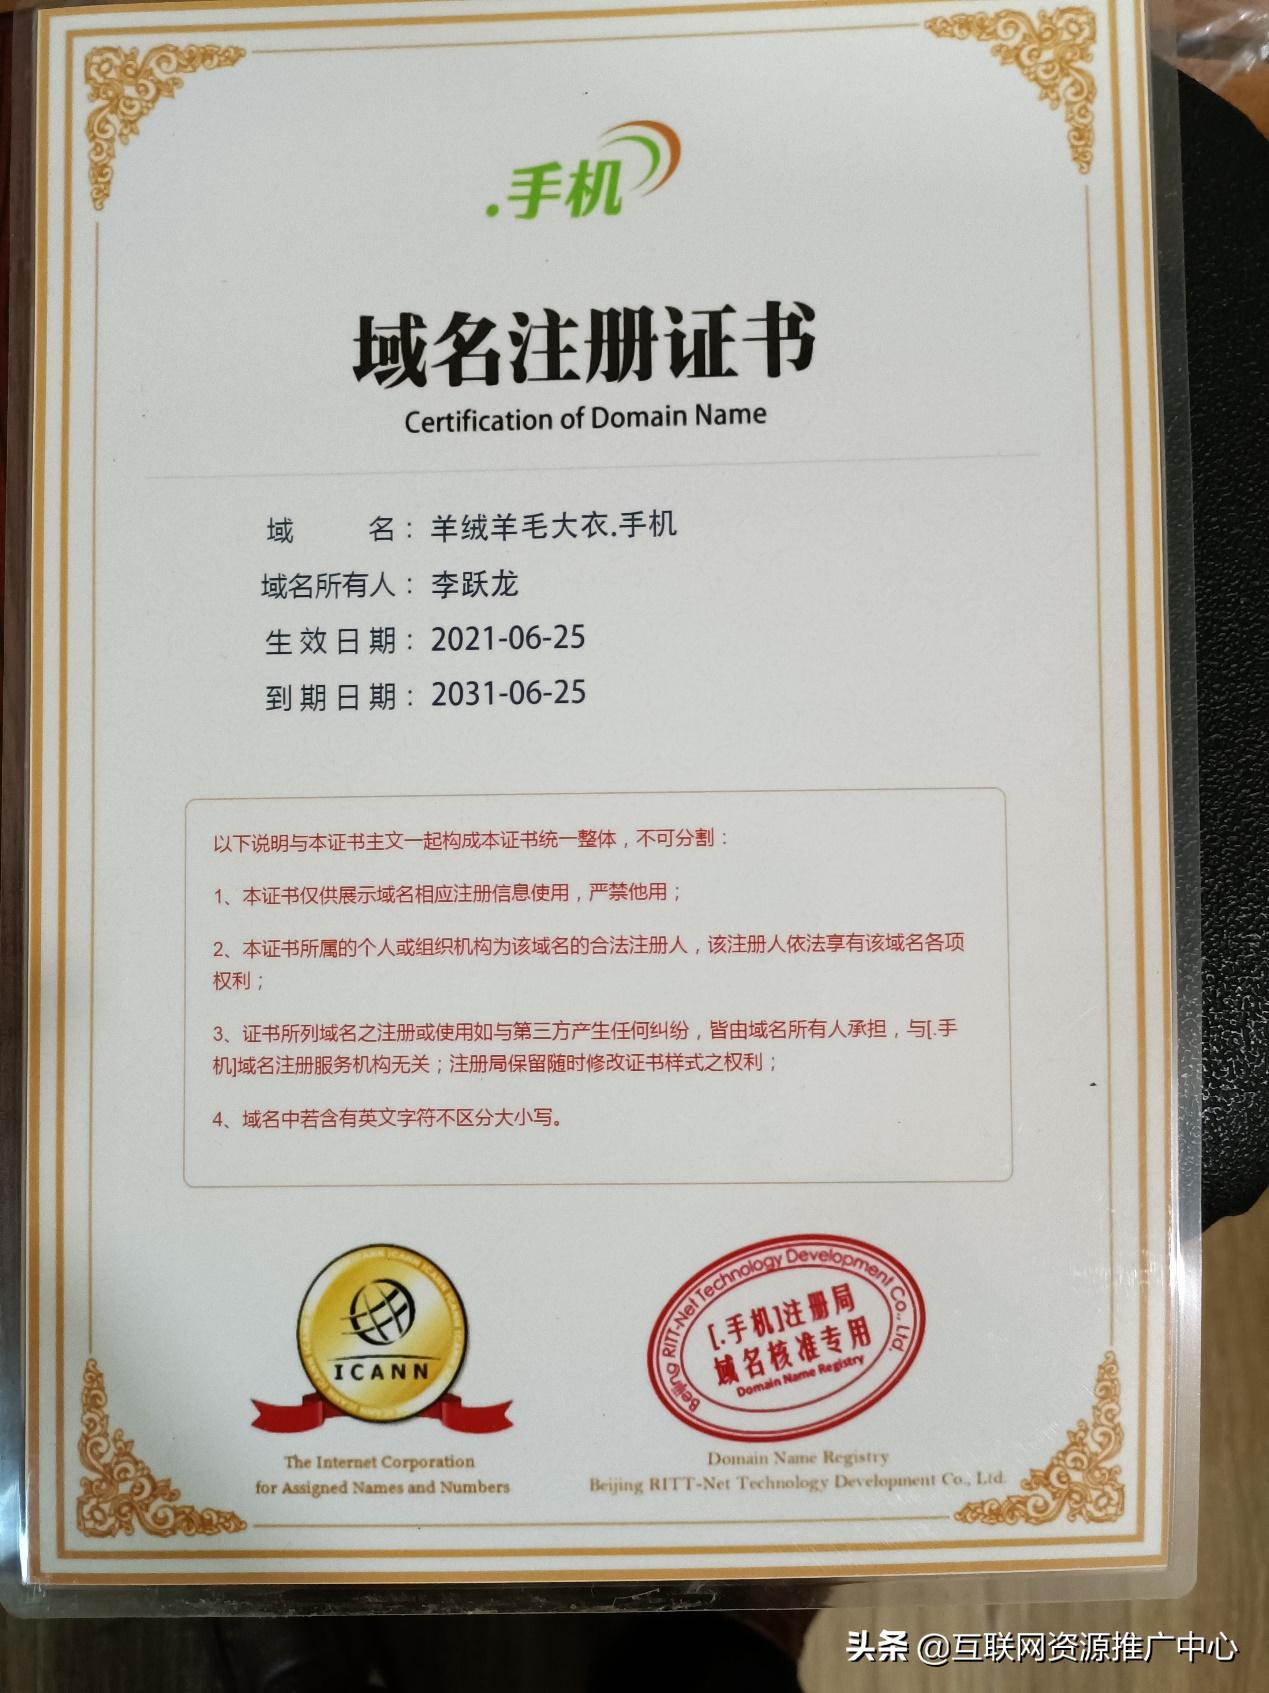 .手机
域名注册证书
Certification of Domain Name
域名：羊绒羊毛大衣.手机
域名所有人：李跃龙
生效日期：2021-06-25
到期日期：2031-06-25
以下说明与本证书主文一起构成本证书统一整体，不可分割：
1、本证书仅供展示域名相应注册信息使用，严禁他用；
2、本证书所属的个人或组织机构为该域名的合法注册人，该注册人依法享有该域名各项
权利；
3、证书所列域名之注册或使用如与第三方产生任何纠纷，皆由域名所有人承担，与[.手
机]域名注册服务机构无关；注册局保留随时修改证书样式之权利；
4、域名中若含有英文字符不区分大小写。
ICANN
The Internet Corporation
for Assigned Names and Numbers
Beijing RITT-Net Technology Development Co., Ltd.
[.手机]注册局
域名核准专用
Domain Name Registry
Domain Name Registry
Beijing RITT-Net Technology Development Co., Ltd.
头条 @互联网资源推广中心